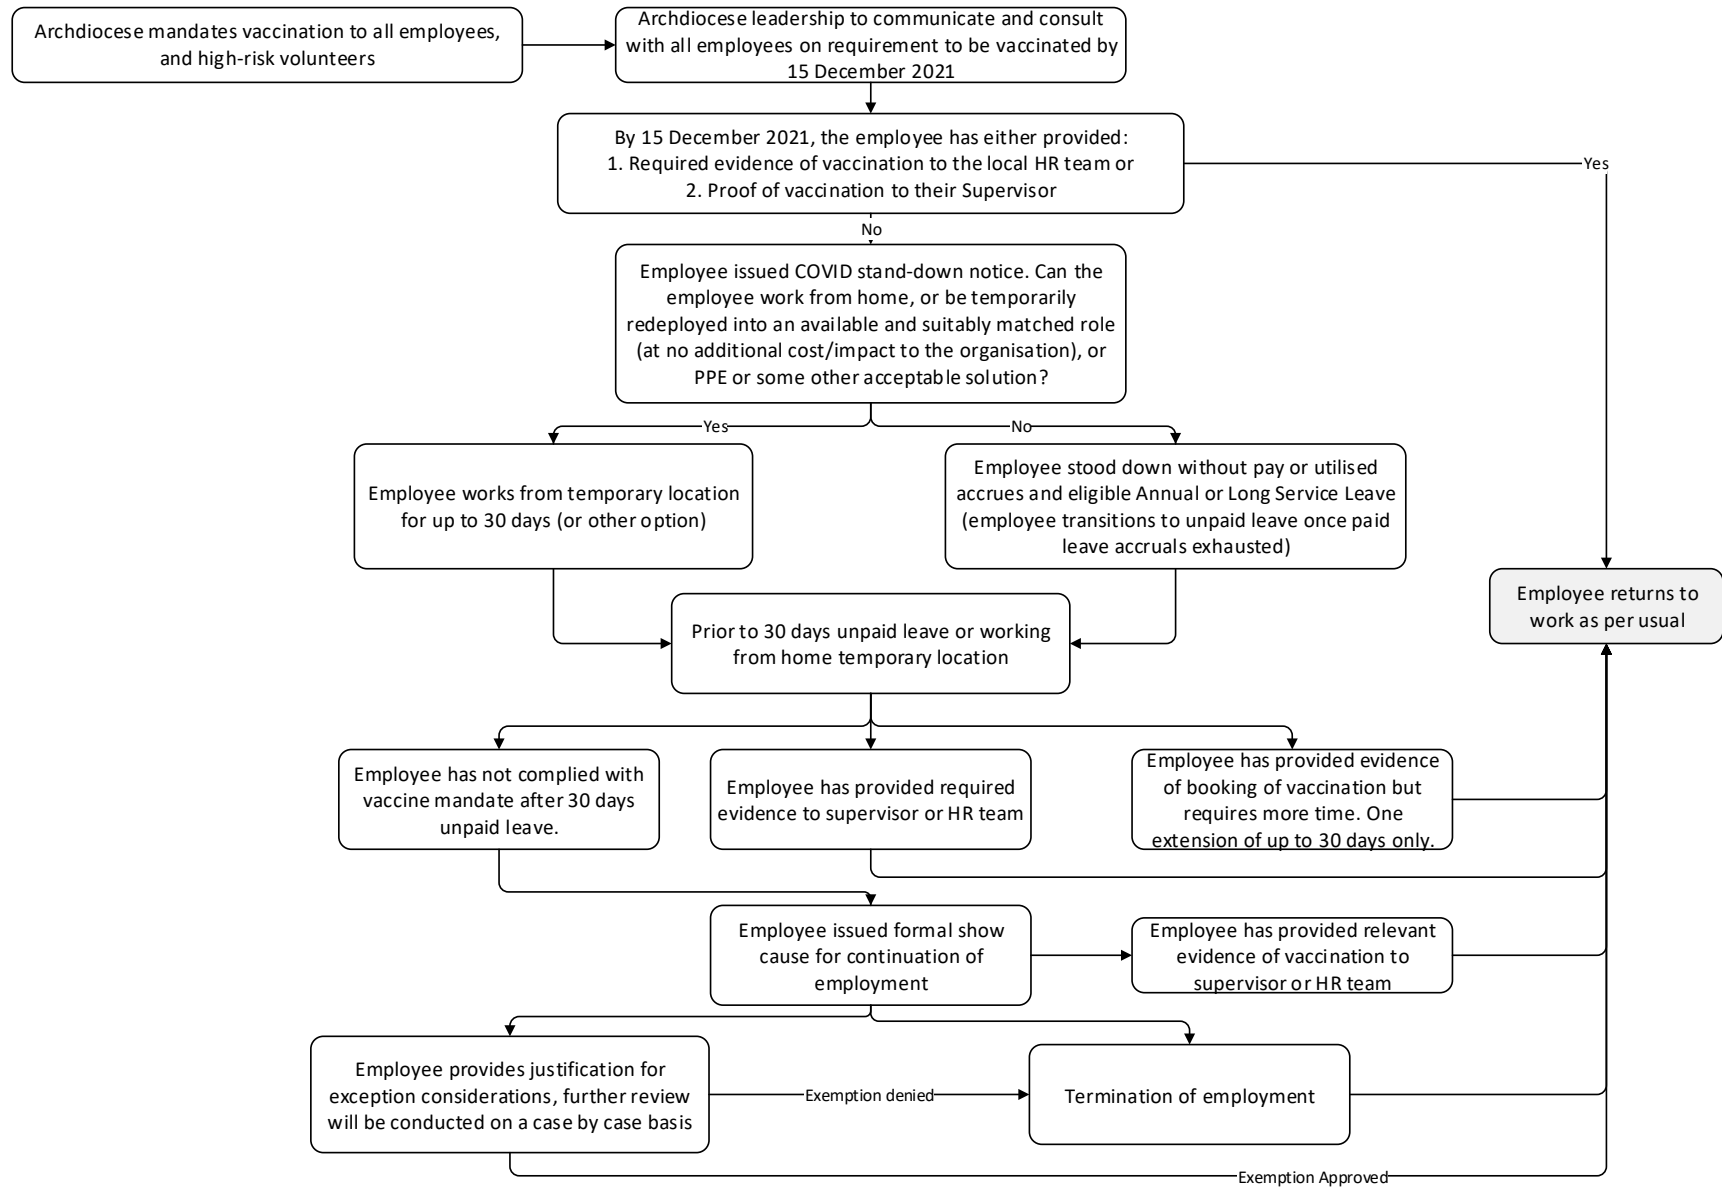 Archdiocese mandates vaccination to all employees,
and high-risk volunteers
Archdiocese leadership to communicate and consult
with all employees on requirement to be vaccinated by
15 December 2021
By 15 December 2021, the employee has either provided:
1. Required evidence of vaccination to the local HR team or
2. Proof of vaccination to their Supervisor
Yes
No
Employee issued COVID stand-down notice. Can the
employee work from home, or be temporarily
redeployed into an available and suitably matched role
(at no additional cost/impact to the organisation), or
PPE or some other acceptable solution?
Yes
No
Employee works from temporary location
for up to 30 days (or other option)
Employee stood down without pay or utilised
accrues and eligible Annual or Long Service Leave
(employee transitions to unpaid leave once paid
leave accruals exhausted)
Employee returns to
work as per usual
Prior to 30 days unpaid leave or working
from home temporary location
Employee has not complied with
vaccine mandate after 30 days
unpaid leave.
Employee has provided required
evidence to supervisor or HR team
Employee has provided evidence
of booking of vaccination but
requires more time. One
extension of up to 30 days only.
Employee issued formal show
cause for continuation of
employment
Employee has provided relevant
evidence of vaccination to
supervisor or HR team
Employee provides justification for
exception considerations, further review
will be conducted on a case by case basis
Exemption denied
Termination of employment
Exemption Approved